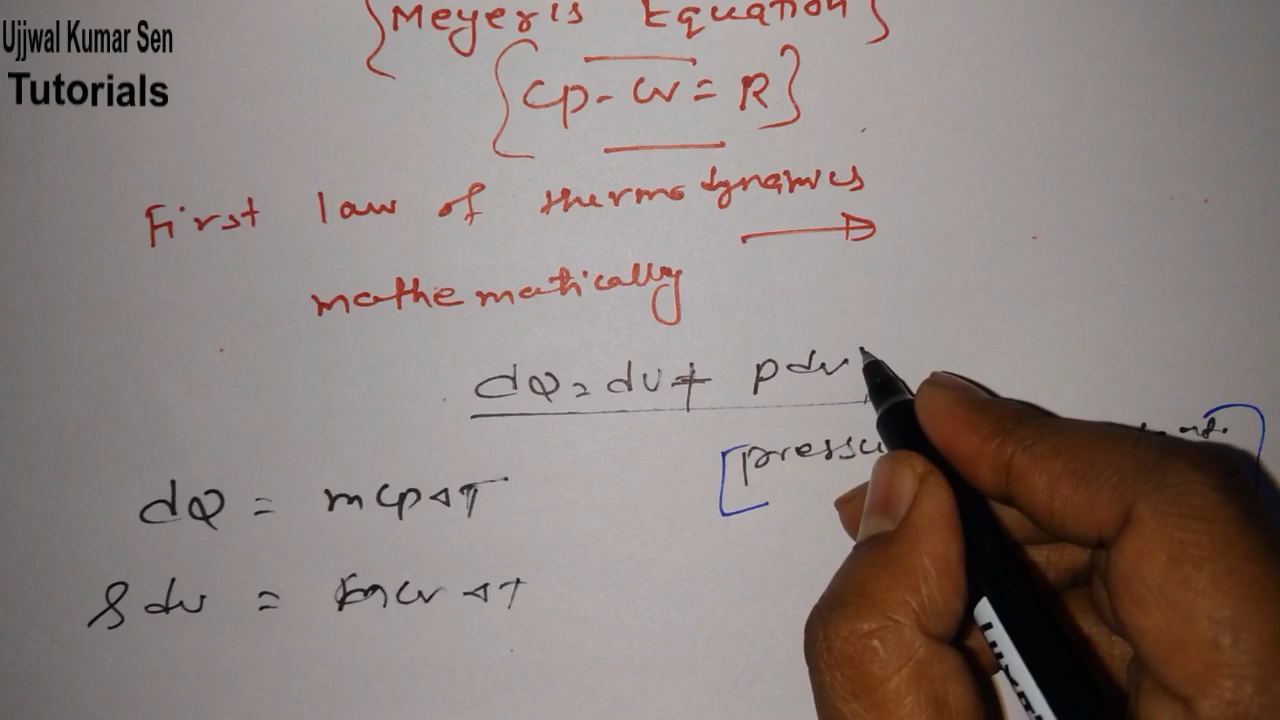 Ujjwal Kumar Sen
Tutorials
{Meyer's Equation}
{Cp - Cv = R}
First law of thermodynamics
mathematically
dQ = dU + pdv
[pressu
dQ = mCpΔT
& du = mCvΔT